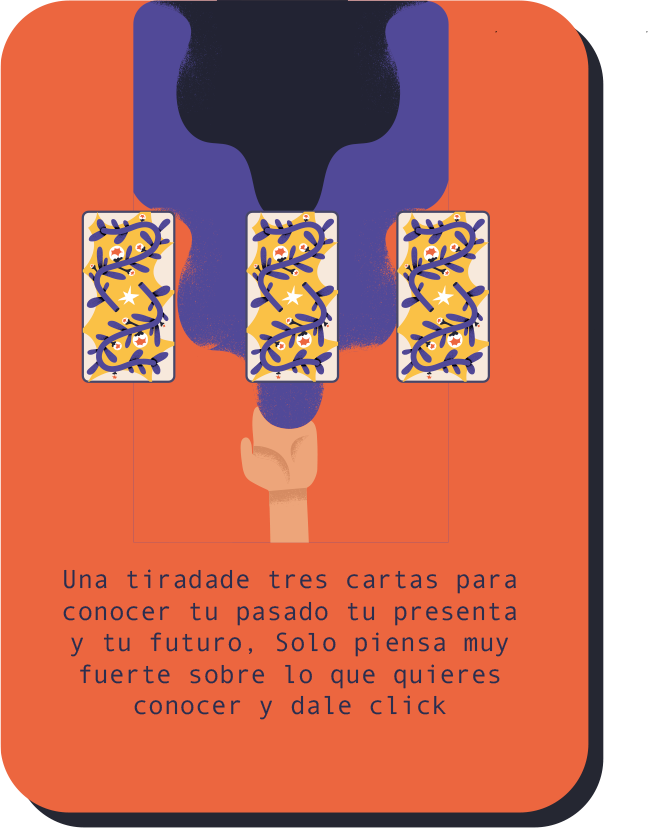 Una tiradade tres cartas para
conocer tu pasado tu presenta
y tu futuro, Solo piensa muy
fuerte sobre lo que quieres
conocer y dale click